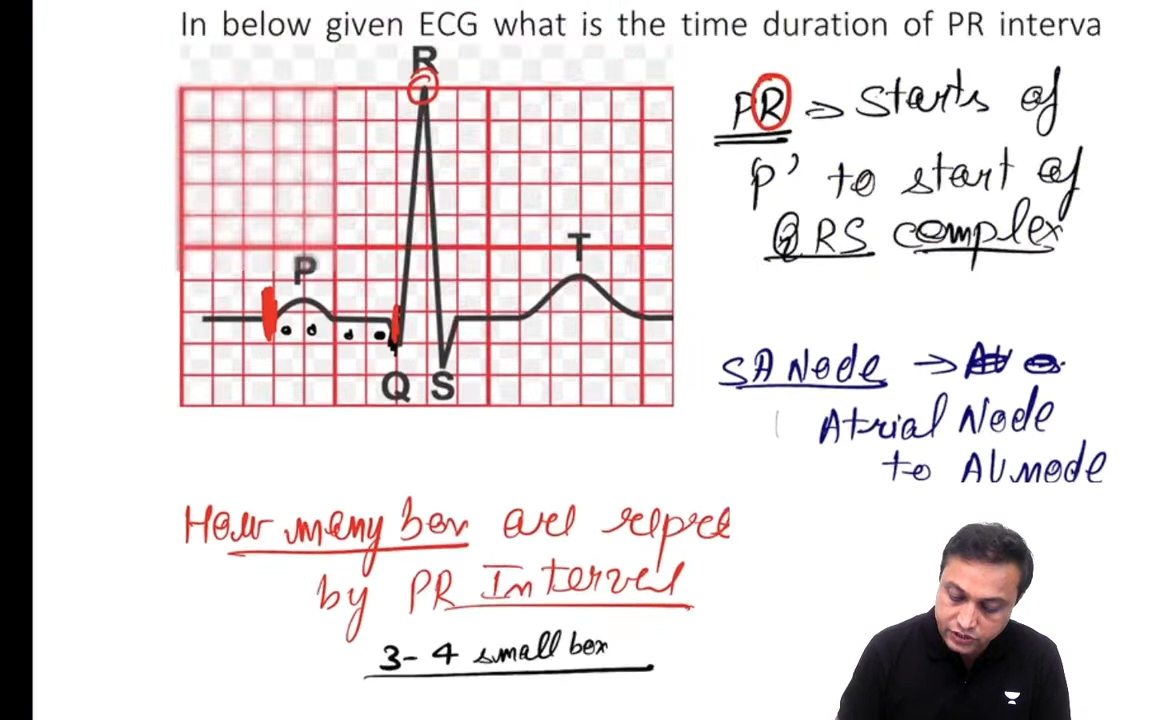 In below given ECG what is the time duration of PR interva
R
PR ⇒ starts of
p' to start of
QRS complex
T
P
Q S
SA Node →
Atrial Node
to AV node
How many box are repre
by PR Interval
3-4 small box